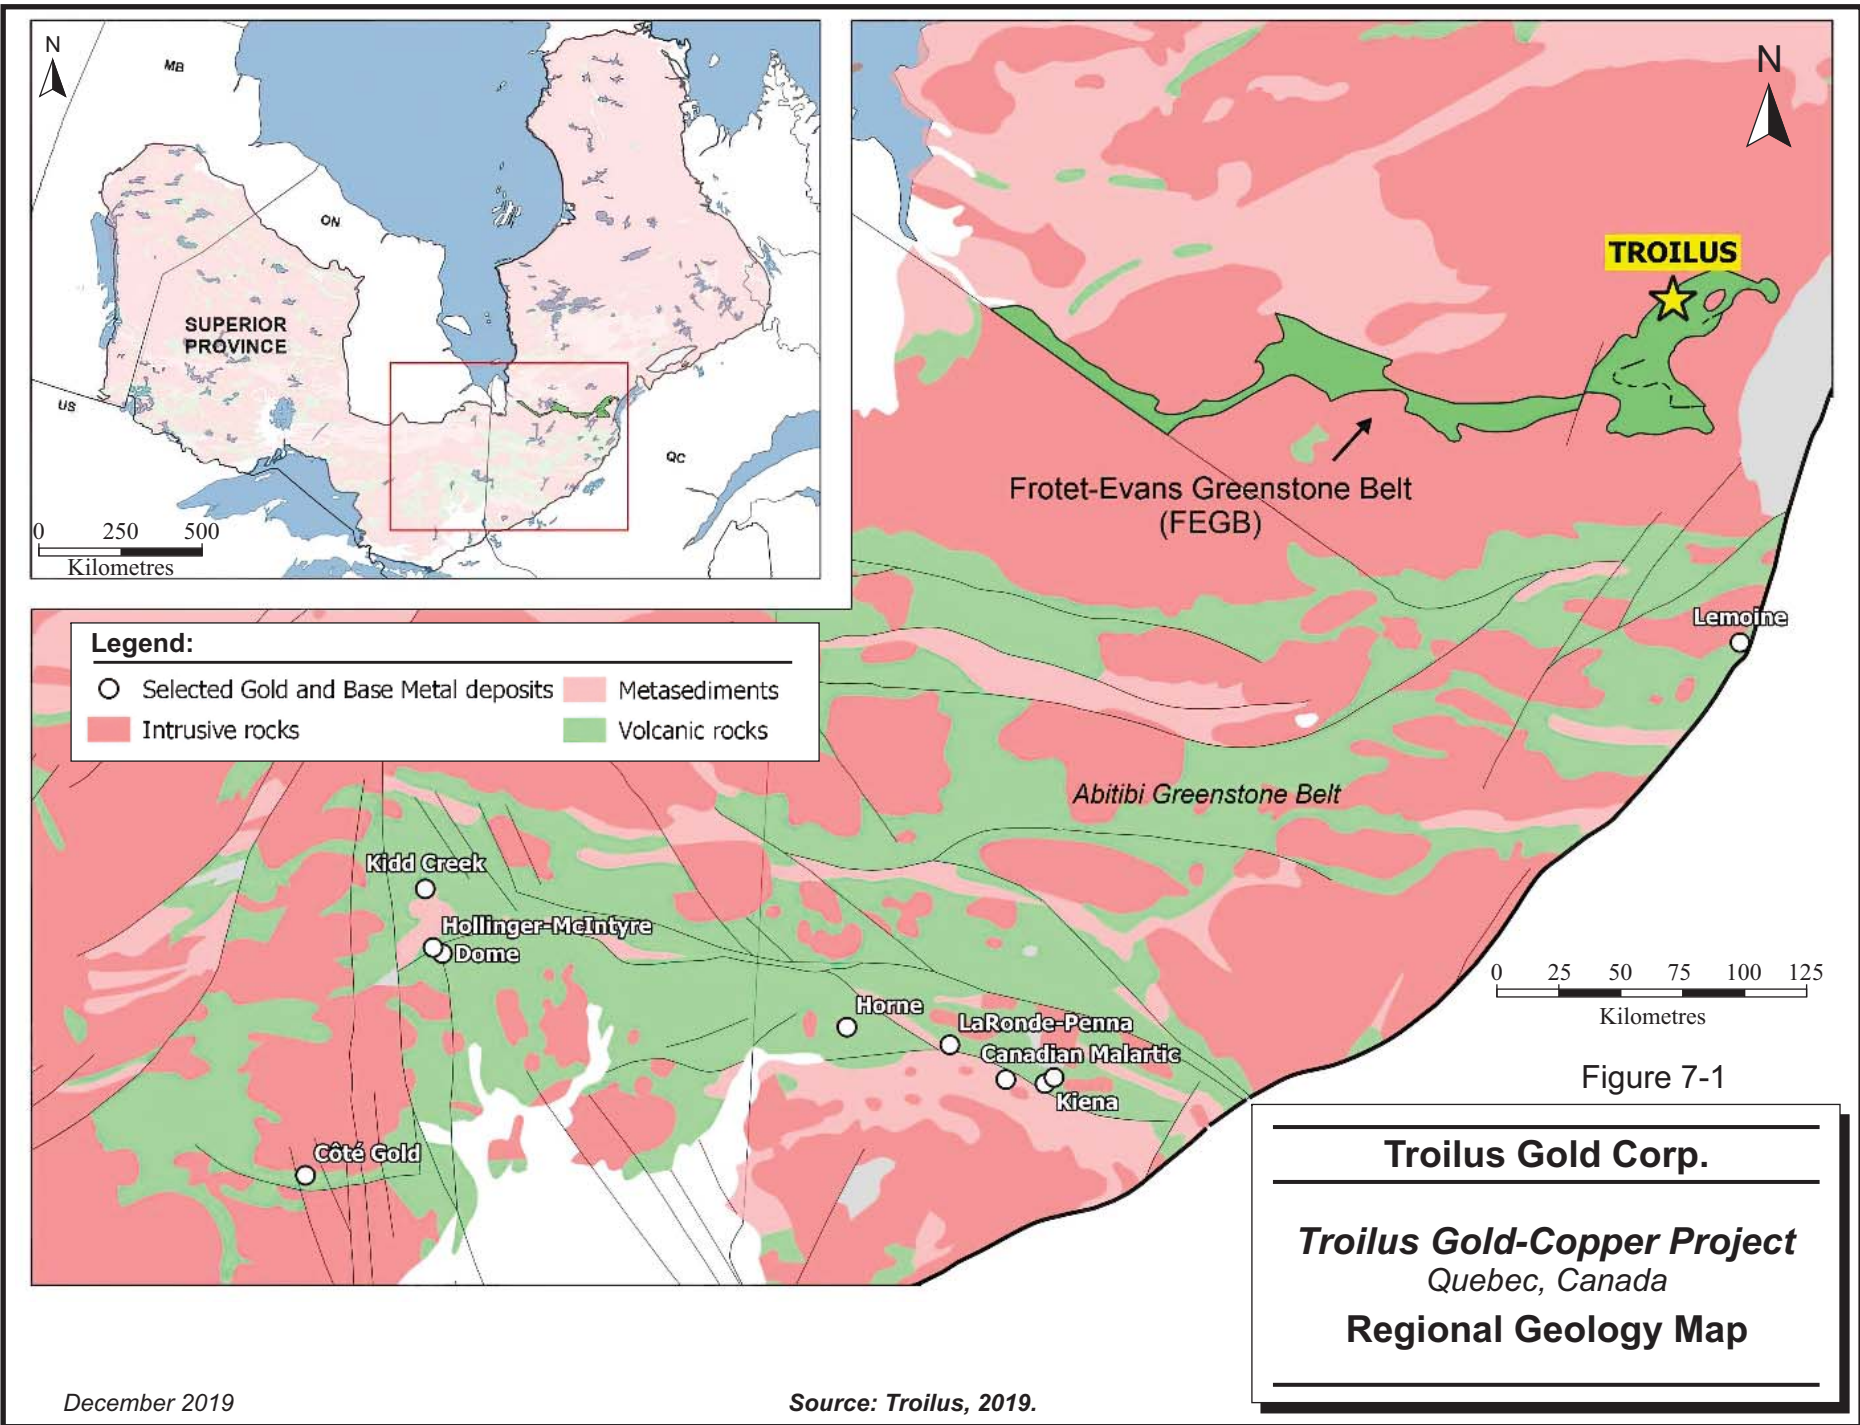 N
MB
ON
SUPERIOR
PROVINCE
US
QC
0 250 500
Kilometres
N
TROILUS
Frotet-Evans Greenstone Belt
(FEGB)
Lemoine
Legend:
Selected Gold and Base Metal deposits
Metasediments
Intrusive rocks
Volcanic rocks
Abitibi Greenstone Belt
Kidd Creek
Hollinger-McIntyre
Dome
Horne
LaRonde-Penna
Canadian Malartic
Kiena
Côté Gold
0 25 50 75 100 125
Kilometres
Figure 7-1
Troilus Gold Corp.
Troilus Gold-Copper Project
Quebec, Canada
Regional Geology Map
December 2019
Source: Troilus, 2019.